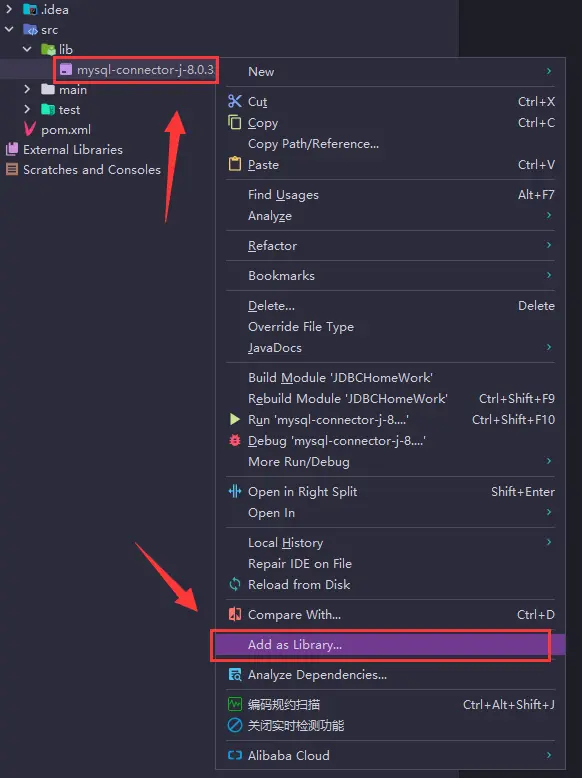 .idea
src
lib
mysql-connector-j-8.0.3
main
test
pom.xml
External Libraries
Scratches and Consoles
New
Cut Ctrl+X
Copy Ctrl+C
Copy Path/Reference...
Paste Ctrl+V
Find Usages Alt+F7
Analyze
Refactor
Bookmarks
Delete... Delete
Override File Type
JavaDocs
Build Module 'JDBCHomeWork'
Rebuild Module 'JDBCHomeWork' Ctrl+Shift+F9
Run 'mysql-connector-j-8....' Ctrl+Shift+F10
Debug 'mysql-connector-j-8....'
More Run/Debug
Open in Right Split Shift+Enter
Open In
Local History
Repair IDE on File
Reload from Disk
Compare With... Ctrl+D
Add as Library...
Analyze Dependencies...
编码规约扫描 Ctrl+Alt+Shift+J
关闭实时检测功能
Alibaba Cloud